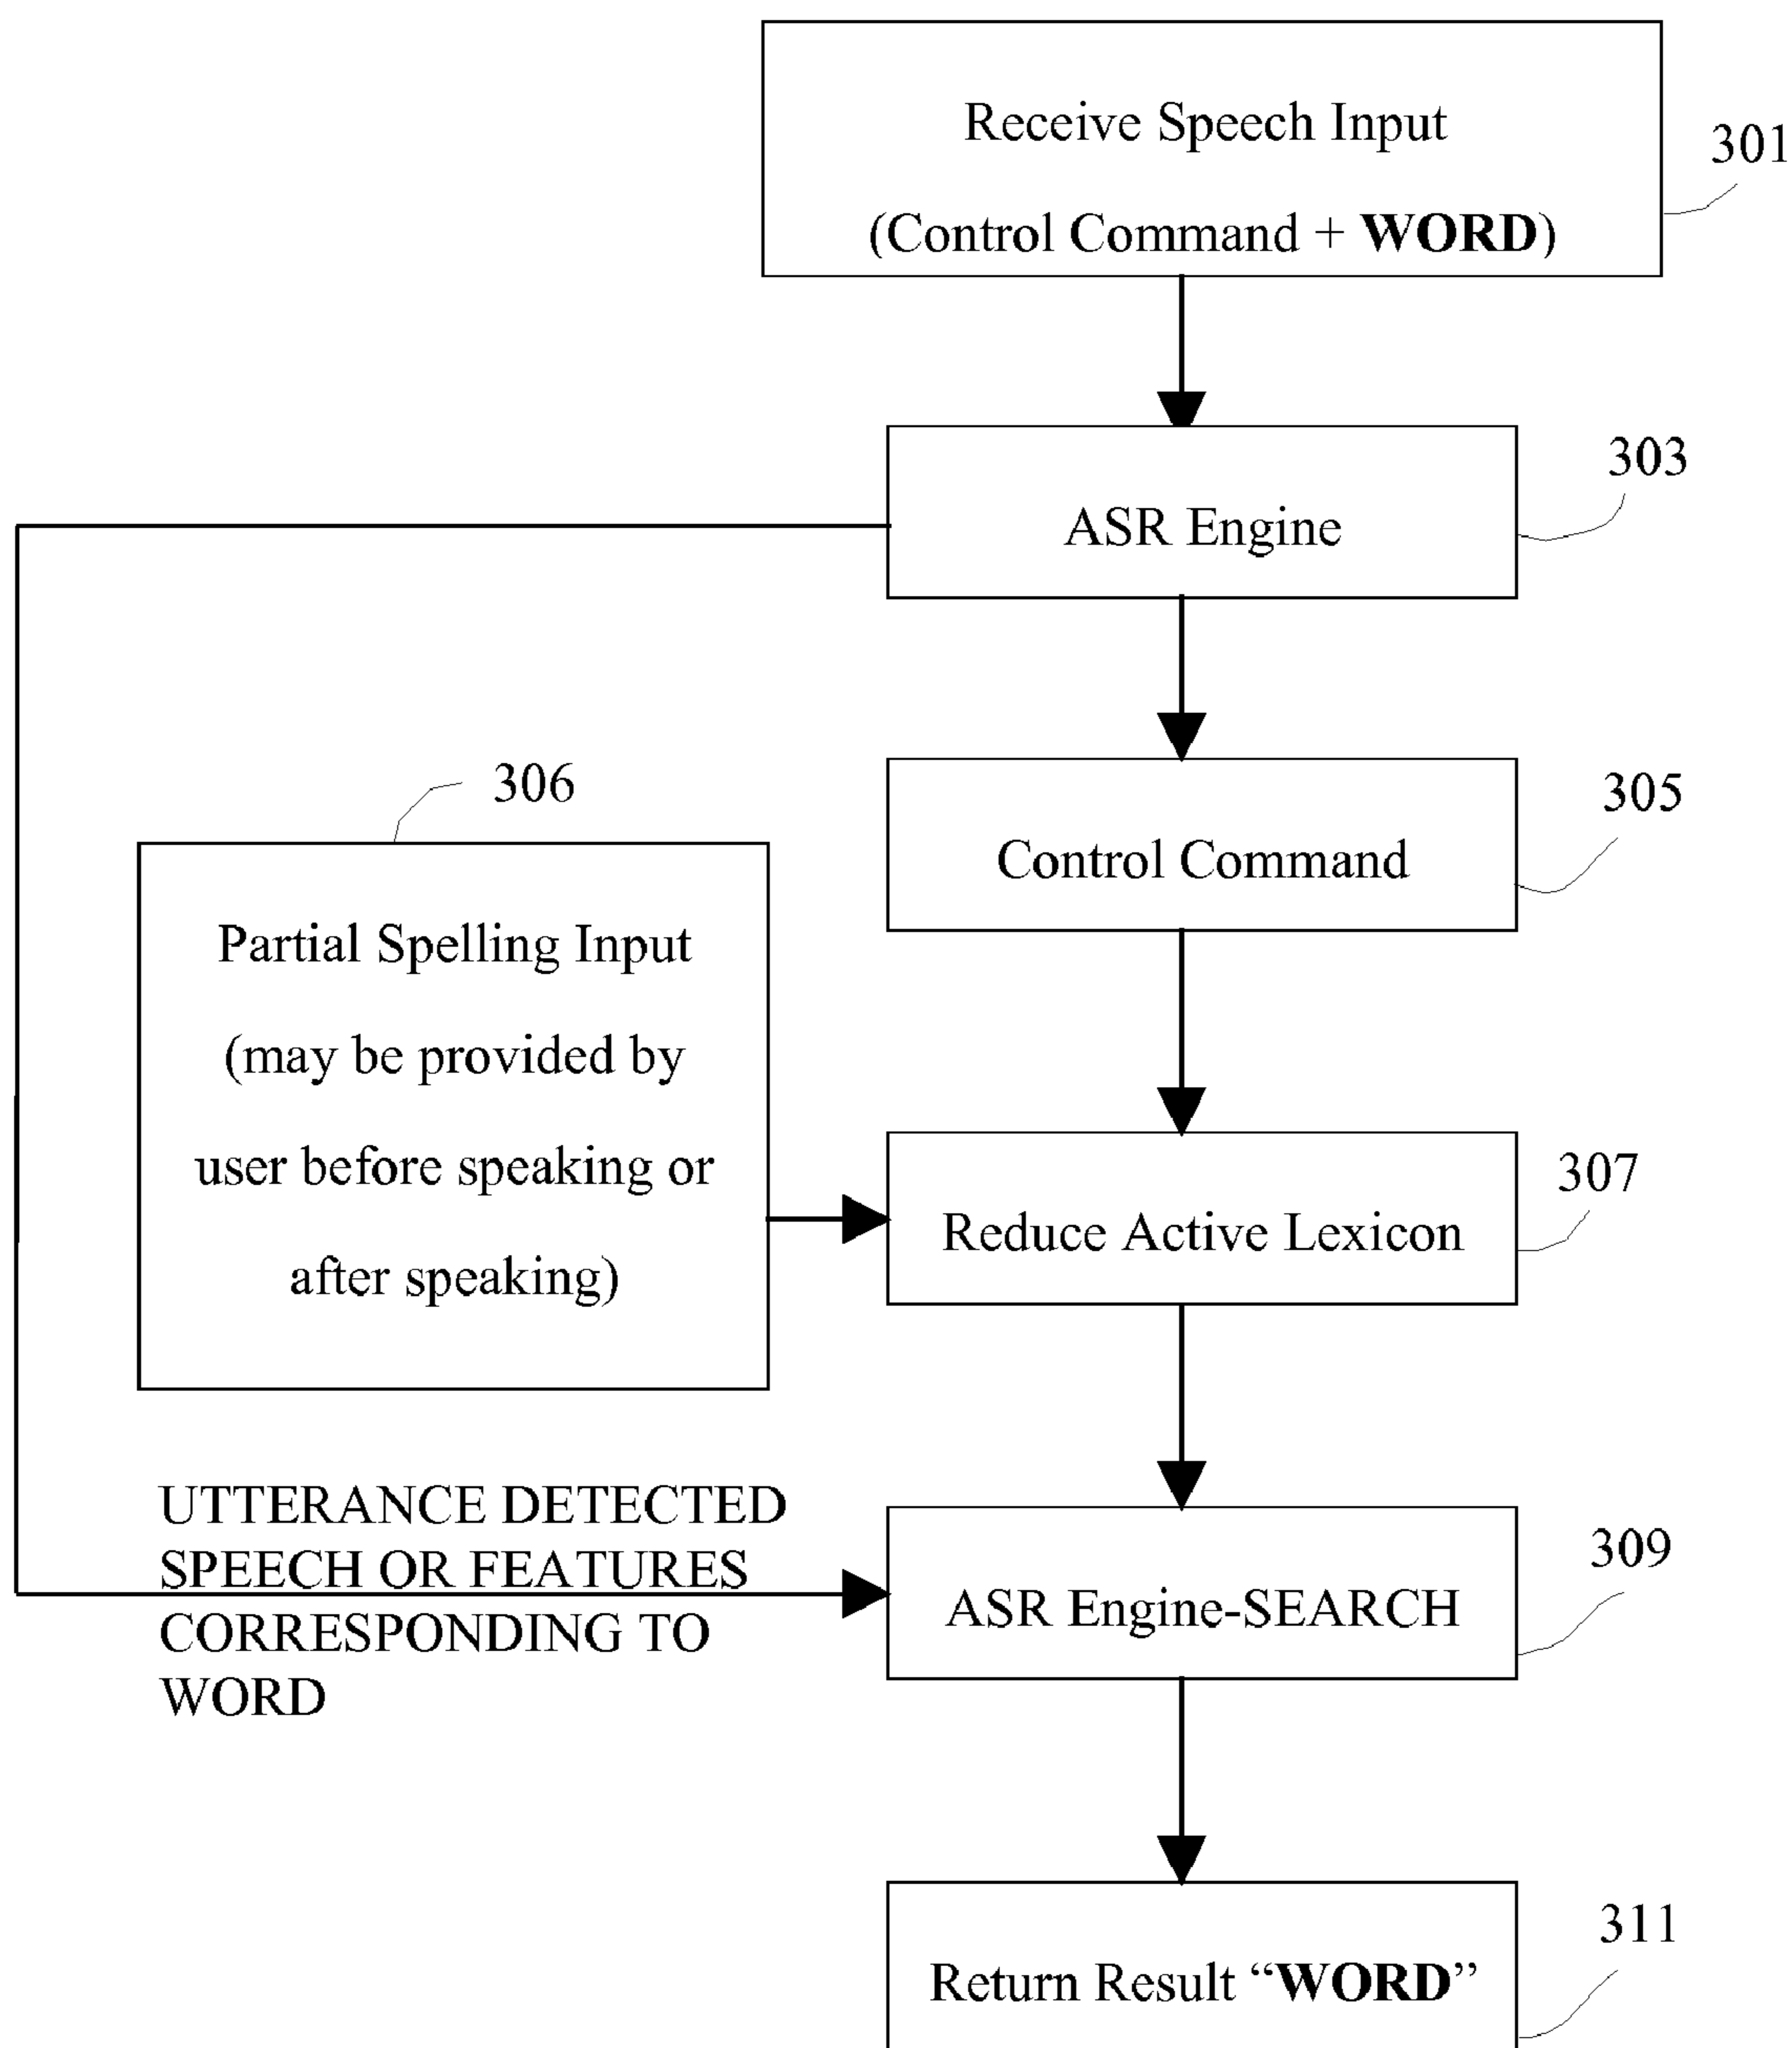 Receive Speech Input
(Control Command + WORD)
301
303
ASR Engine
306
305
Control Command
Partial Spelling Input
(may be provided by
user before speaking or
after speaking)
307
Reduce Active Lexicon
UTTERANCE DETECTED
SPEECH OR FEATURES
CORRESPONDING TO
WORD
309
ASR Engine-SEARCH
311
Return Result “WORD”